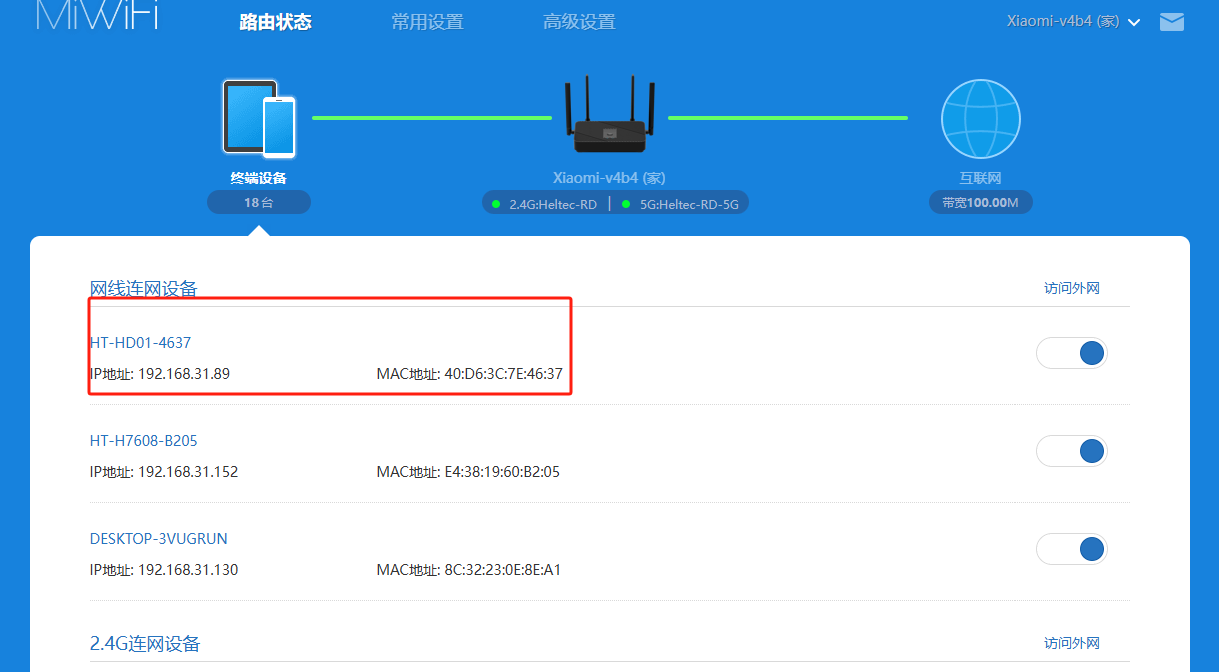 MiWiFi 路由状态 常用设置 高级设置 Xiaomi-v4b4 (家)
终端设备 Xiaomi-v4b4 (家) 互联网
18台 2.4G:Heltec-RD | 5G:Heltec-RD-5G 带宽100.00M
网线连网设备 访问外网
HT-HD01-4637
IP地址: 192.168.31.89 MAC地址: 40:D6:3C:7E:46:37
HT-H7608-B205
IP地址: 192.168.31.152 MAC地址: E4:38:19:60:B2:05
DESKTOP-3VUGRUN
IP地址: 192.168.31.130 MAC地址: 8C:32:23:0E:8E:A1
2.4G连网设备 访问外网